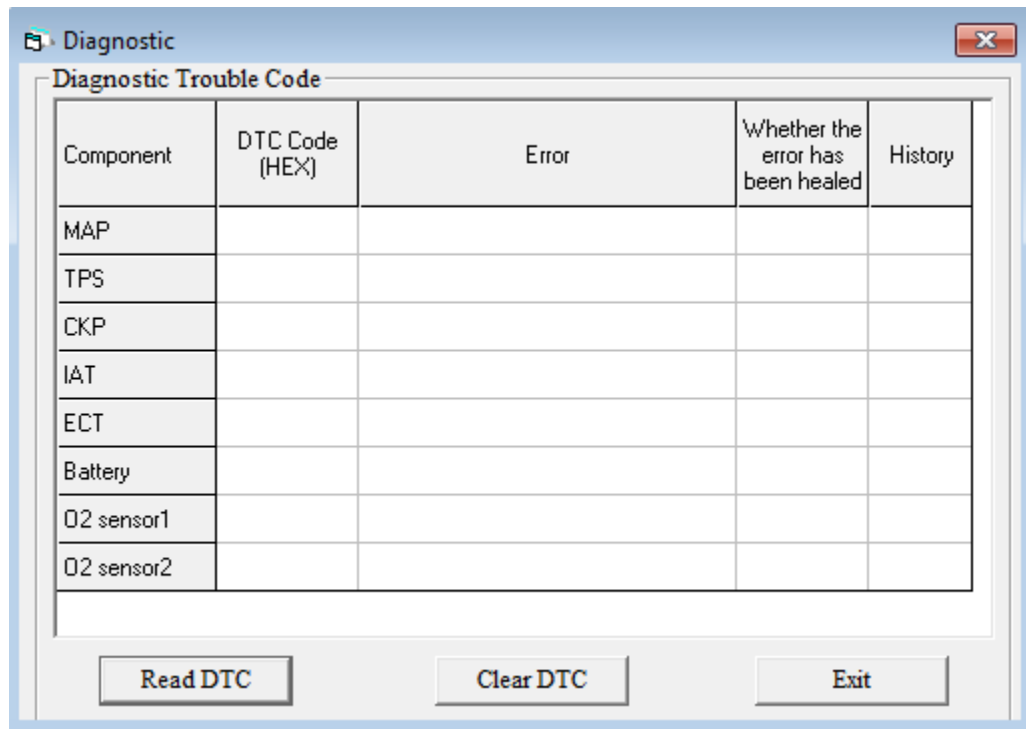 Diagnostic
Diagnostic Trouble Code
Component
DTC Code
(HEX)
Error
Whether the
error has
been healed
History
MAP
TPS
CKP
IAT
ECT
Battery
O2 sensor1
O2 sensor2
Read DTC
Clear DTC
Exit